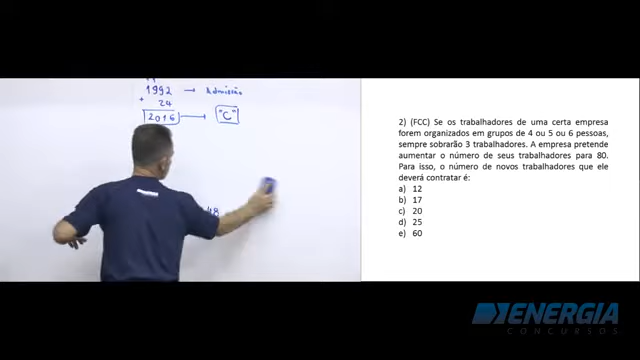 1992 → Admissão
+ 24
2016 → "C"
48
2) (FCC) Se os trabalhadores de uma certa empresa
forem organizados em grupos de 4 ou 5 ou 6 pessoas,
sempre sobrarão 3 trabalhadores. A empresa pretende
aumentar o número de seus trabalhadores para 80.
Para isso, o número de novos trabalhadores que ele
deverá contratar é:
a) 12
b) 17
c) 20
d) 25
e) 60
ENERGIA
CONCURSOS